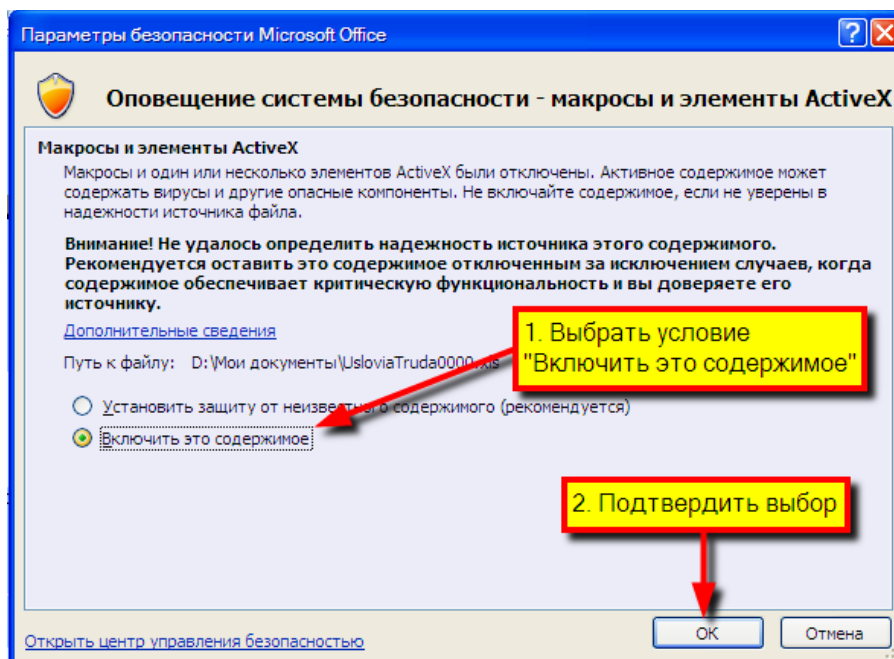 Параметры безопасности Microsoft Office
Оповещение системы безопасности - макросы и элементы ActiveX
Макросы и элементы ActiveX
Макросы и один или несколько элементов ActiveX были отключены. Активное содержимое может
содержать вирусы и другие опасные компоненты. Не включайте содержимое, если не уверены в
надежности источника файла.
Внимание! Не удалось определить надежность источника этого содержимого.
Рекомендуется оставить это содержимое отключенным за исключением случаев, когда
содержимое обеспечивает критическую функциональность и вы доверяете его
источнику.
Дополнительные сведения
Путь к файлу: D:\Мои документы\UsloviaTruda0000.xls
1. Выбрать условие
"Включить это содержимое"
Установить защиту от неизвестного содержимого (рекомендуется)
Включить это содержимое
2. Подтвердить выбор
Открыть центр управления безопасностью
ОК
Отмена